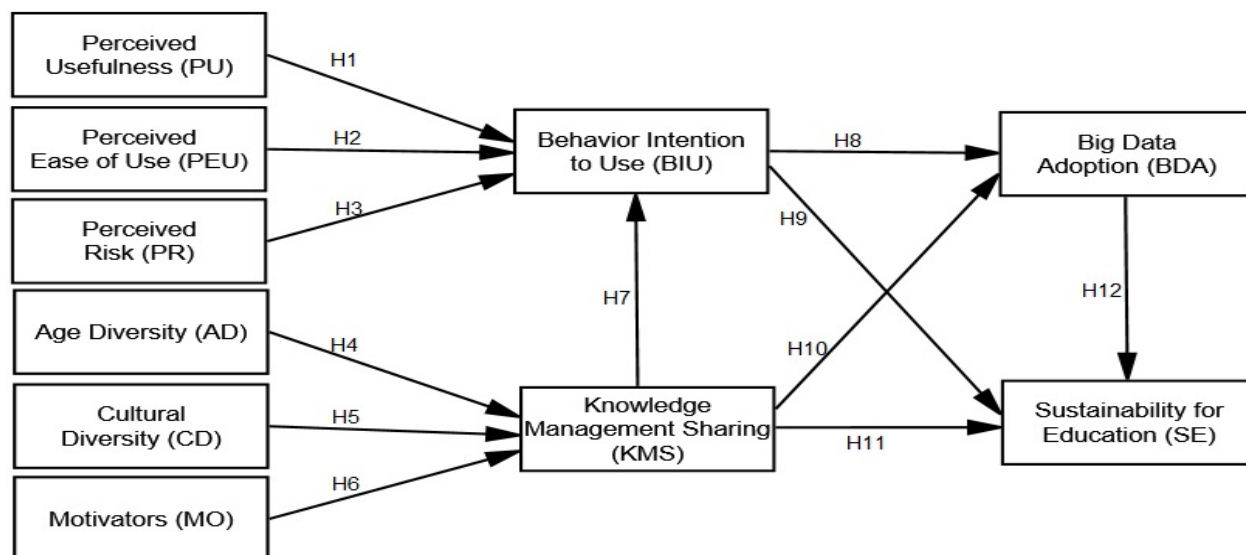 Perceived
Usefulness (PU)
H1
Perceived
Ease of Use (PEU)
H2
Behavior Intention
to Use (BIU)
H8
Big Data
Adoption (BDA)
Perceived
Risk (PR)
H3
H9
H7
H12
Age Diversity (AD)
H4
H10
Cultural
Diversity (CD)
H5
Knowledge
Management Sharing
(KMS)
H11
Sustainability for
Education (SE)
Motivators (MO)
H6